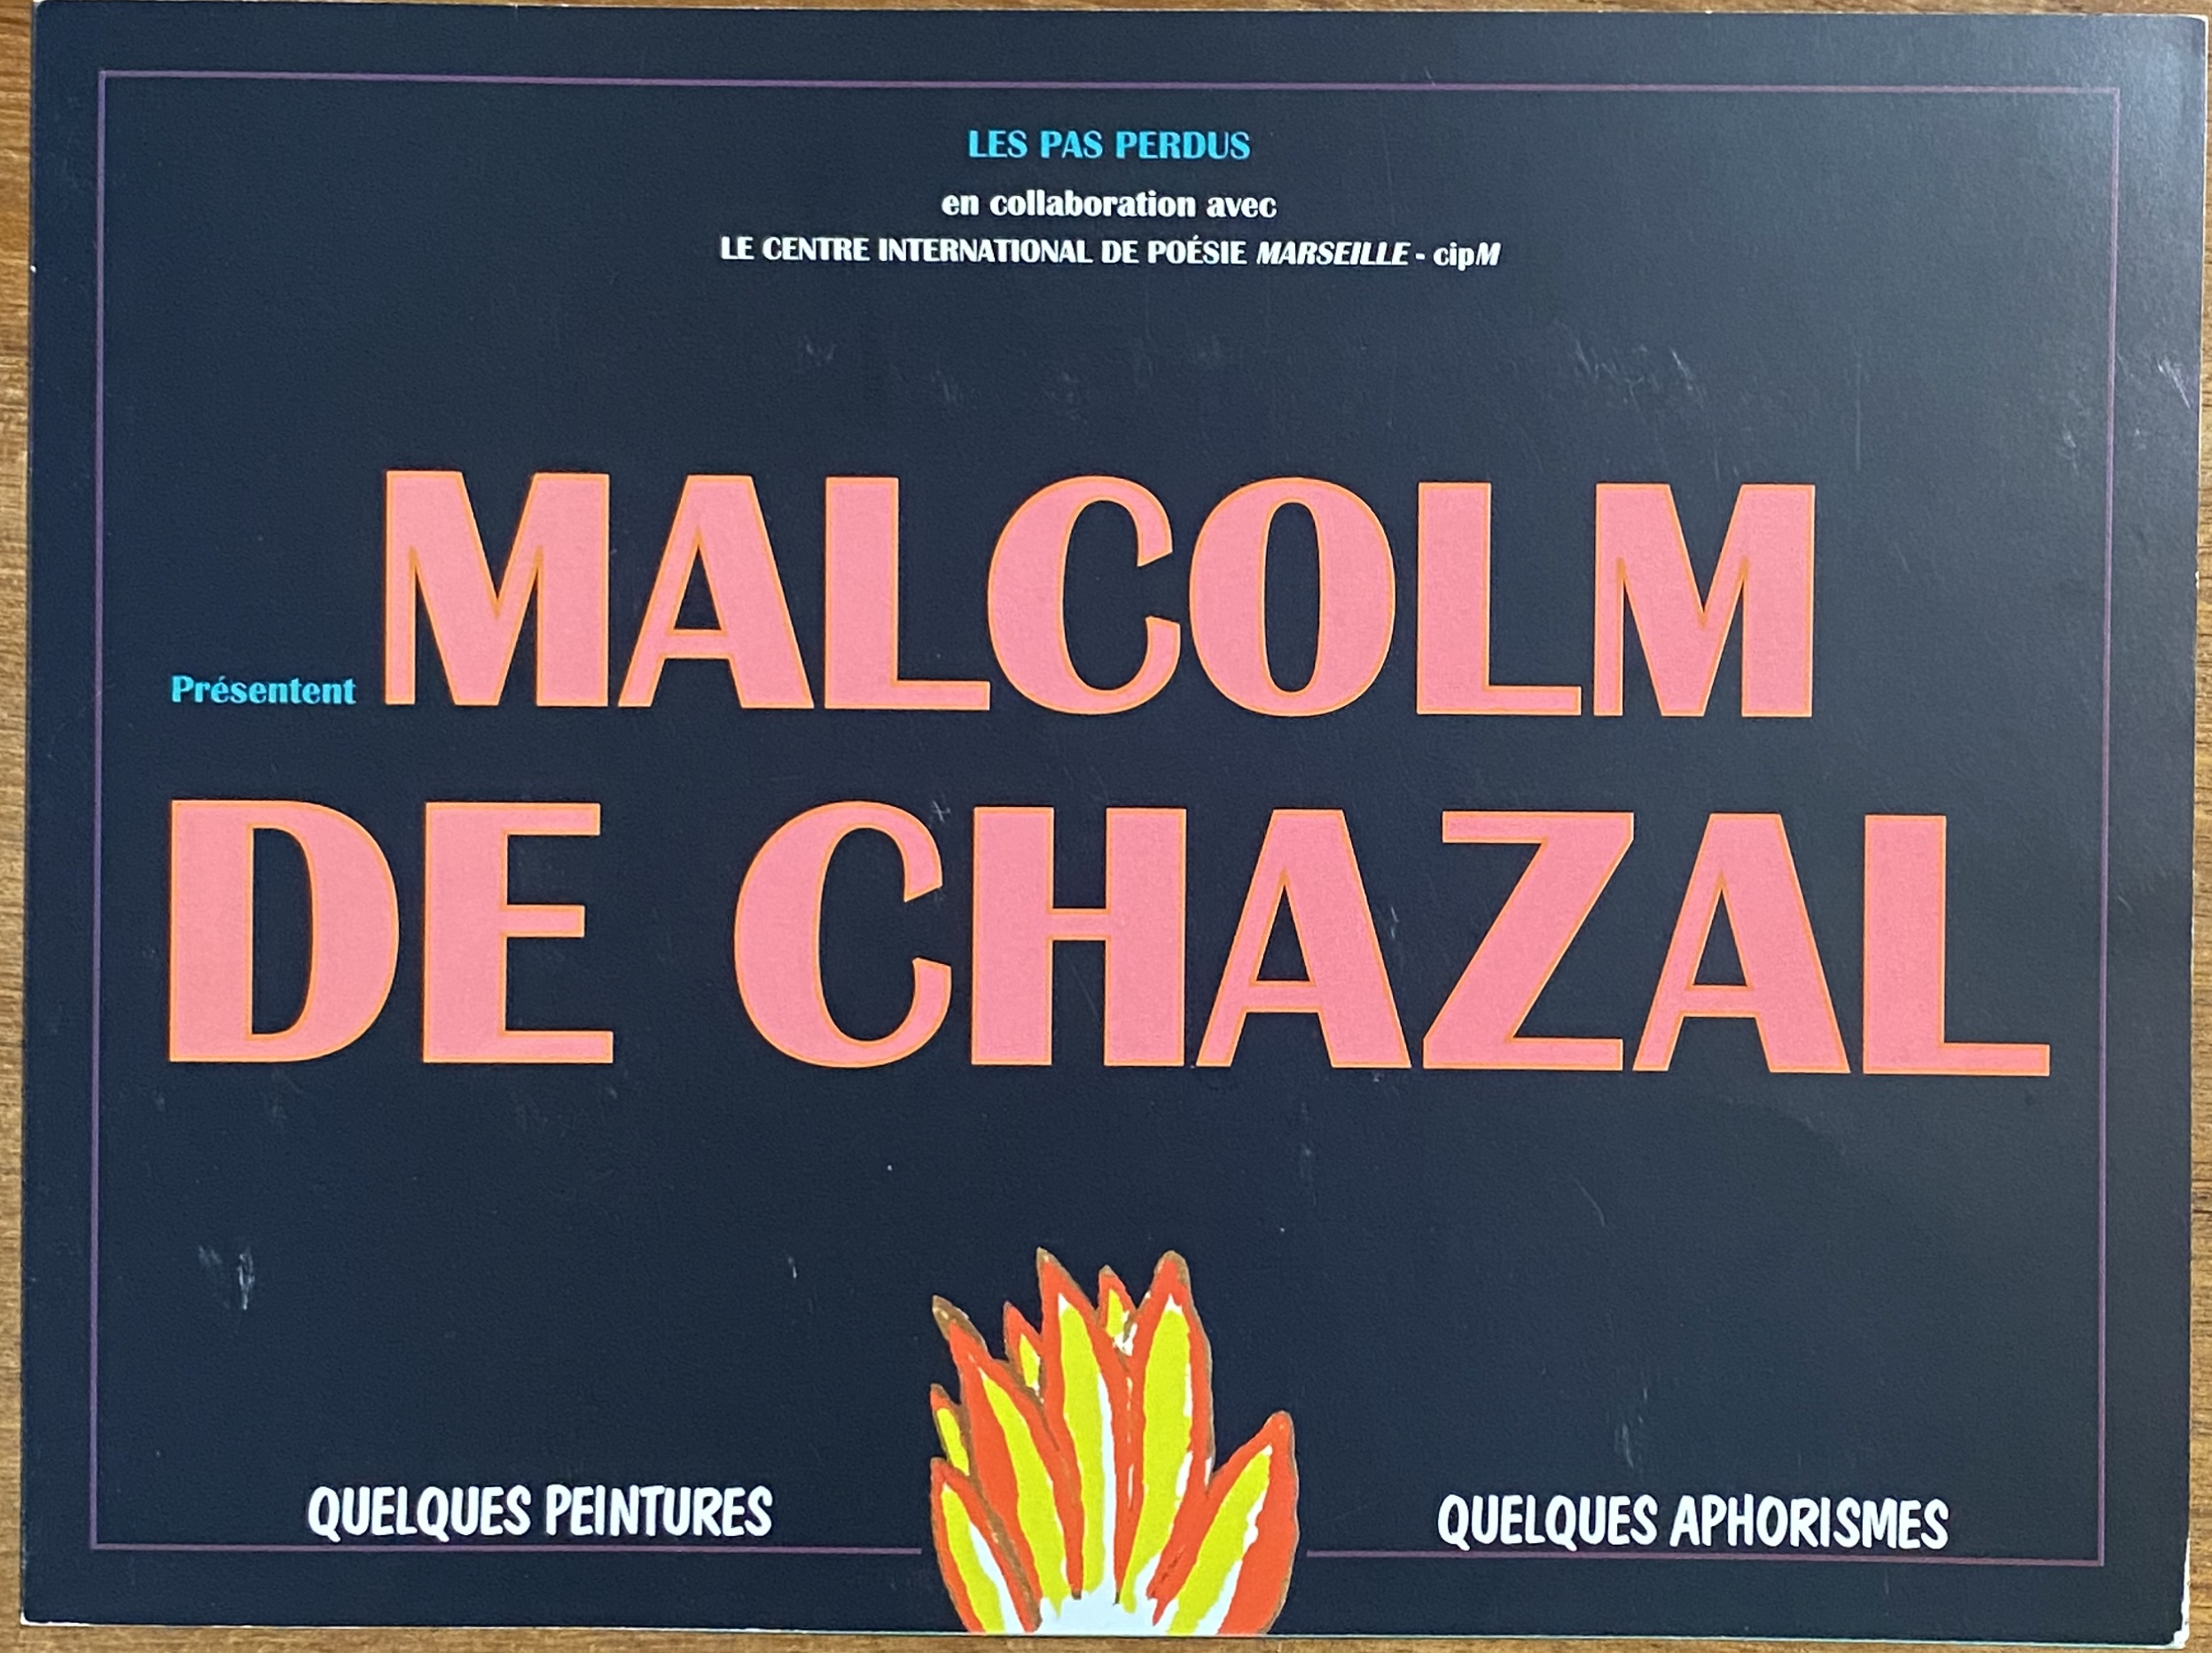 LES PAS PERDUS
en collaboration avec
LE CENTRE INTERNATIONAL DE POÉSIE MARSEILLE - cipM
Présentent MALCOLM
DE CHAZAL
QUELQUES PEINTURES
QUELQUES APHORISMES